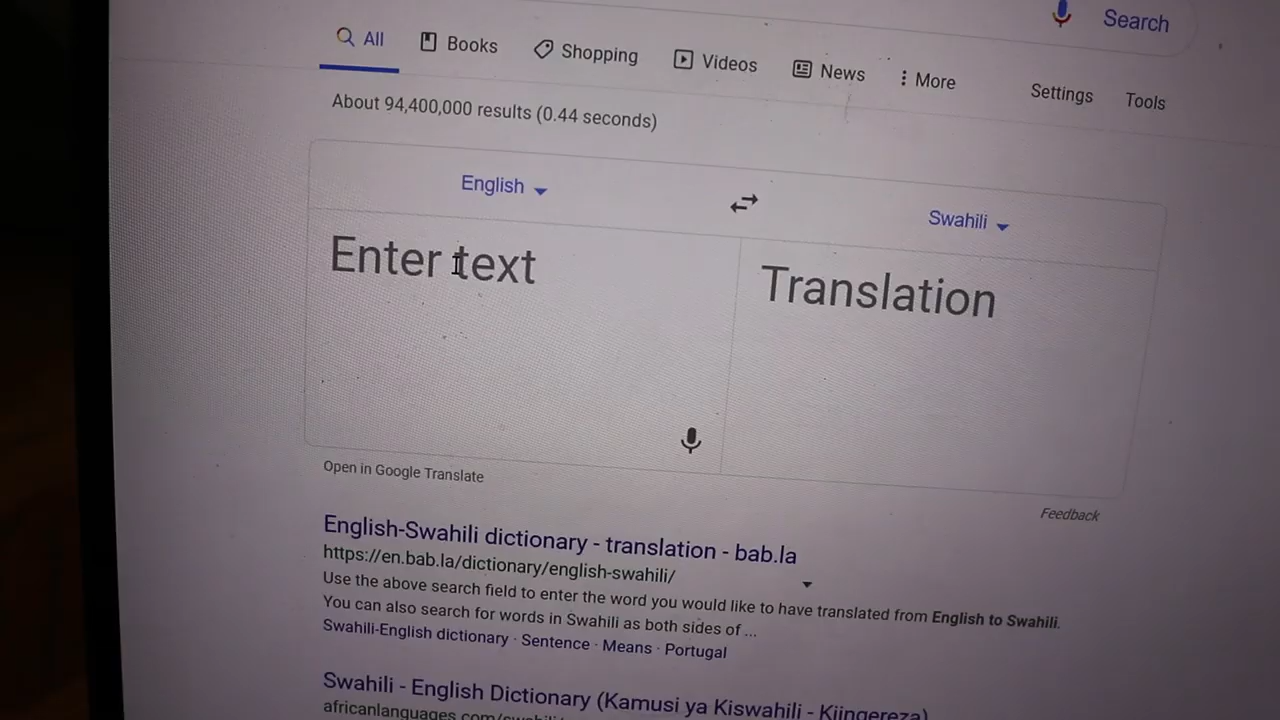 Search
All Books Shopping Videos News More Settings Tools
About 94,400,000 results (0.44 seconds)
English Swahili
Enter text Translation
Open in Google Translate
Feedback
English-Swahili dictionary - translation - bab.la
https://en.bab.la/dictionary/english-swahili/
Use the above search field to enter the word you would like to have translated from English to Swahili.
You can also search for words in Swahili as both sides of ...
Swahili-English dictionary · Sentence · Means · Portugal
Swahili - English Dictionary (Kamusi ya Kiswahili - Kiingereza)
africanlanguages.com/swahili/